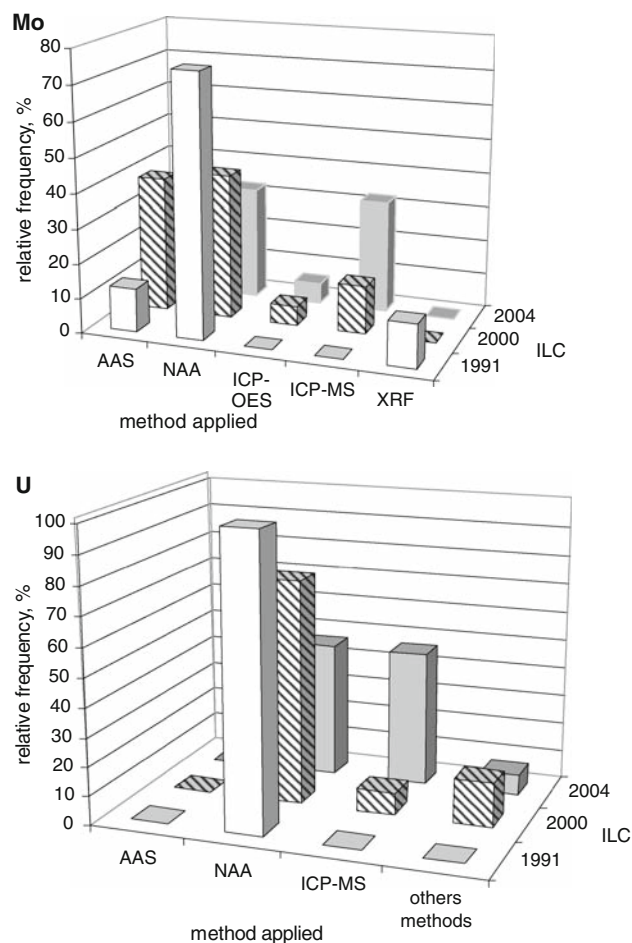 Mo
80
70
60
50
40
30
20
10
0
relative frequency, %
AAS
NAA
ICP-
OES
ICP-MS
XRF
method applied
1991
2000
2004
ILC
U
100
90
80
70
60
50
40
30
20
10
0
relative frequency, %
AAS
NAA
ICP-MS
others
methods
method applied
1991
2000
2004
ILC